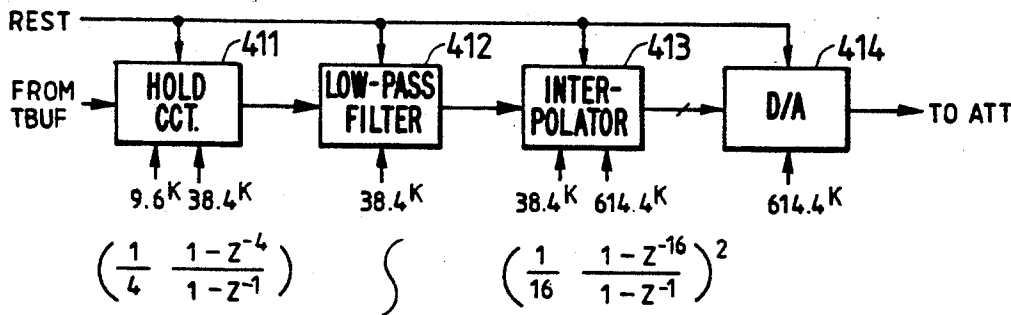 REST
411
412
413
414
FROM TBUF
HOLD CCT.
LOW-PASS FILTER
INTER-POLATOR
D/A
TO ATT
9.6K 38.4K
38.4K
38.4K 614.4K
614.4K
(1/4 (1-Z^-4)/(1-Z^-1))
∫
(1/16 (1-Z^-16)/(1-Z^-1))^2